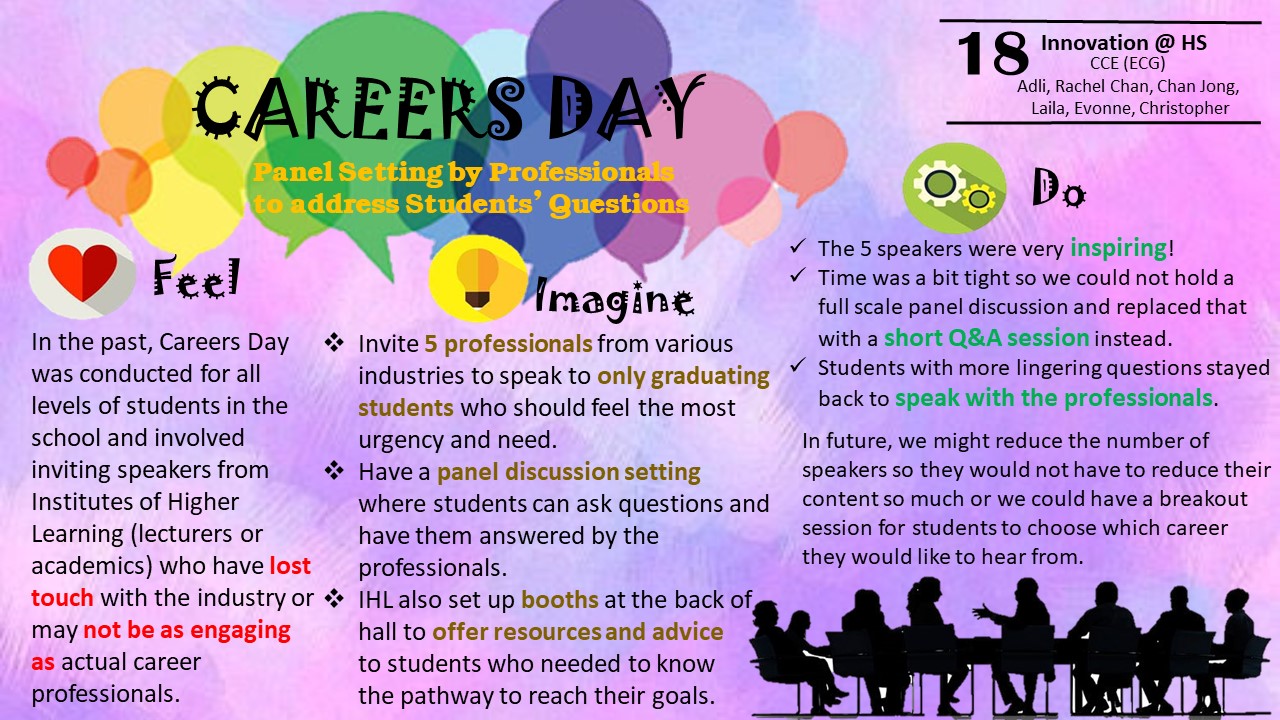 CAREERS DAY
Panel Setting by Professionals
to address Students’ Questions
18
Innovation @ HS
CCE (ECG)
Adli, Rachel Chan, Chan Jong,
Laila, Evonne, Christopher
Feel
In the past, Careers Day
was conducted for all
levels of students in the
school and involved
inviting speakers from
Institutes of Higher
Learning (lecturers or
academics) who have lost
touch with the industry or
may not be as engaging
as actual career
professionals.
Imagine
❖ Invite 5 professionals from various
industries to speak to only graduating
students who should feel the most
urgency and need.
❖ Have a panel discussion setting
where students can ask questions and
have them answered by the
professionals.
❖ IHL also set up booths at the back of
hall to offer resources and advice
to students who needed to know
the pathway to reach their goals.
Do
✓ The 5 speakers were very inspiring!
✓ Time was a bit tight so we could not hold a
full scale panel discussion and replaced that
with a short Q&A session instead.
✓ Students with more lingering questions stayed
back to speak with the professionals.
In future, we might reduce the number of
speakers so they would not have to reduce their
content so much or we could have a breakout
session for students to choose which career
they would like to hear from.